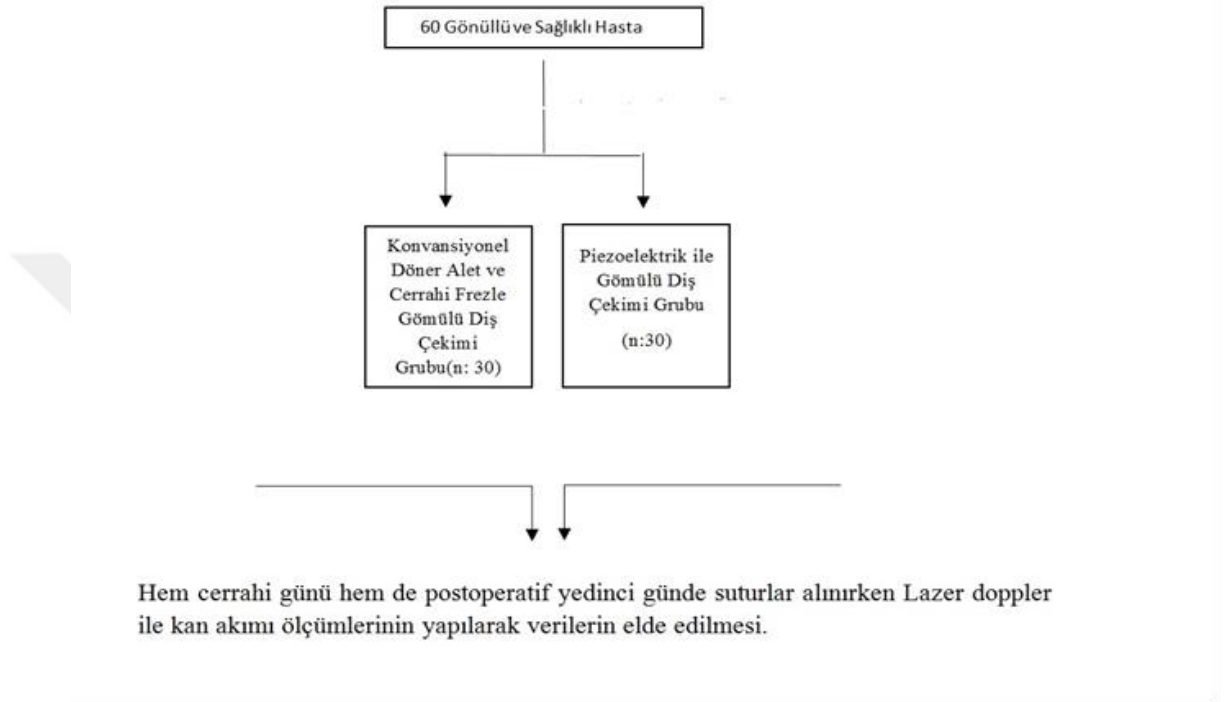 60 Gönüllü ve Sağlıklı Hasta
Konvansiyonel
Döner Alet ve
Cerrahi Frezle
Gömülü Diş
Çekimi
Grubu(n: 30)
Piezoelektrik ile
Gömülü Diş
Çekimi Grubu
(n:30)
Hem cerrahi günü hem de postoperatif yedinci günde suturlar alınırken Lazer doppler
ile kan akımı ölçümlerinin yapılarak verilerin elde edilmesi.